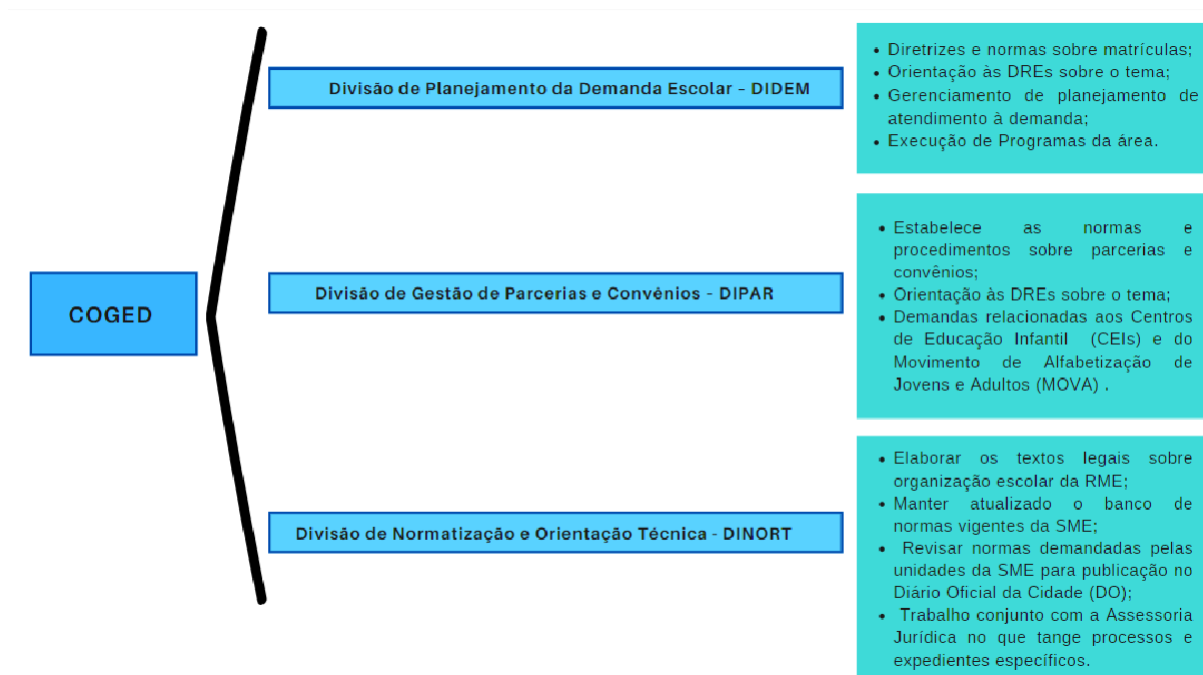 Divisão de Planejamento da Demanda Escolar - DIDEM
• Diretrizes e normas sobre matrículas;
• Orientação às DREs sobre o tema;
• Gerenciamento de planejamento de
atendimento à demanda;
• Execução de Programas da área.
COGED
Divisão de Gestão de Parcerias e Convênios - DIPAR
• Estabelece as normas e
procedimentos sobre parcerias e
convênios;
• Orientação às DREs sobre o tema;
• Demandas relacionadas aos Centros
de Educação Infantil (CEIs) e do
Movimento de Alfabetização de
Jovens e Adultos (MOVA) .
Divisão de Normatização e Orientação Técnica - DINORT
• Elaborar os textos legais sobre
organização escolar da RME;
• Manter atualizado o banco de
normas vigentes da SME;
• Revisar normas demandadas pelas
unidades da SME para publicação no
Diário Oficial da Cidade (DO);
• Trabalho conjunto com a Assessoria
Jurídica no que tange processos e
expedientes específicos.